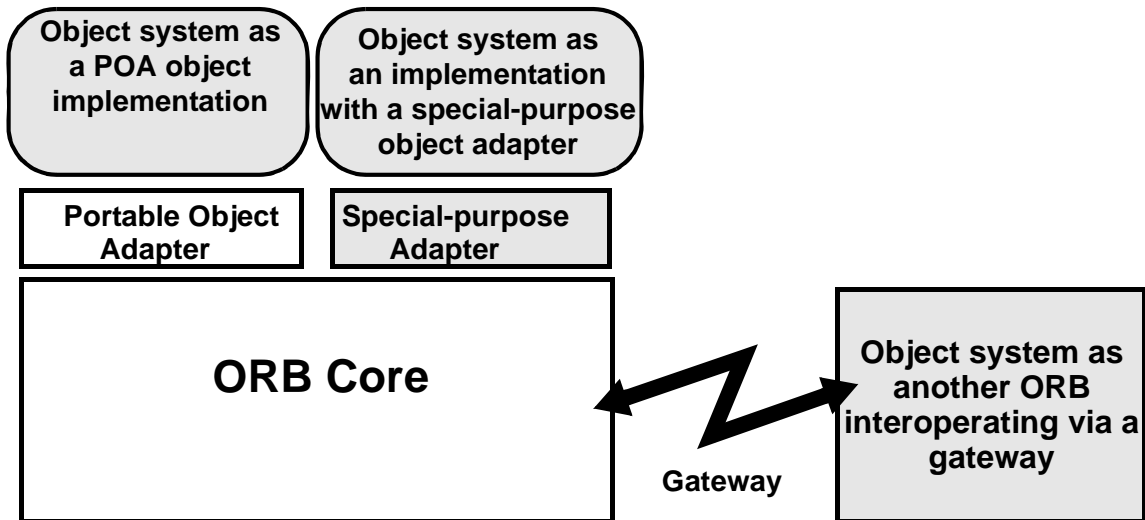 Object system as
a POA object
implementation
Object system as
an implementation
with a special-purpose
object adapter
Portable Object
Adapter
Special-purpose
Adapter
ORB Core
Gateway
Object system as
another ORB
interoperating via a
gateway